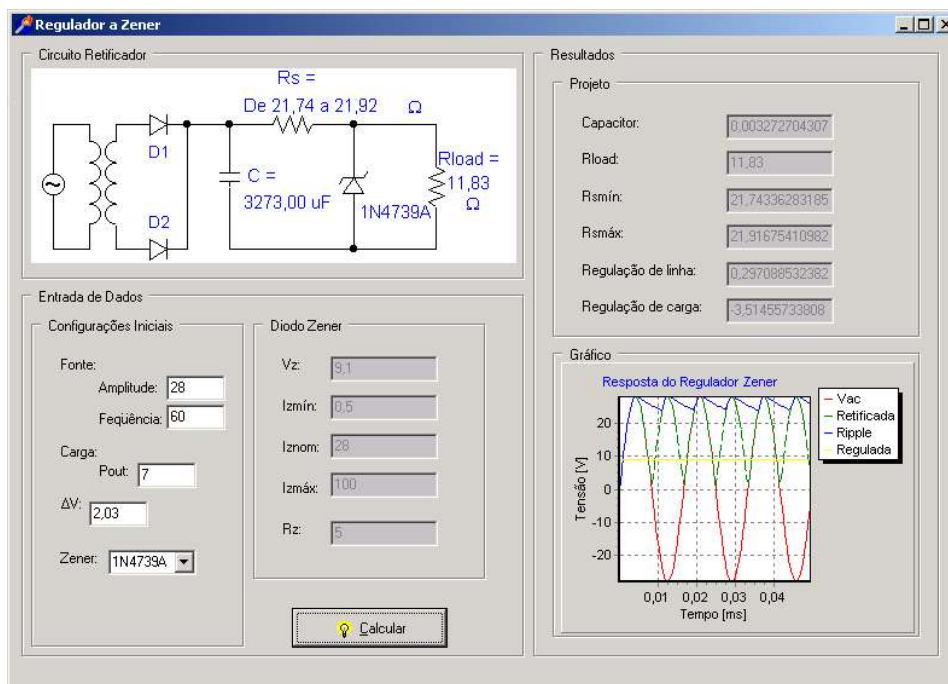 Regulador a Zener
Circuito Retificador
Rs =
De 21,74 a 21,92 Ω
D1
C =
3273,00 uF
1N4739A
Rload =
11,83
Ω
D2
Entrada de Dados
Configurações Iniciais
Fonte:
Amplitude: 28
Feqüência: 60
Carga:
Pout: 7
ΔV: 2,03
Zener: 1N4739A
Diodo Zener
Vz: 9,1
Izmín: 0,5
Iznom: 28
Izmáx: 100
Rz: 5
Calcular
Resultados
Projeto
Capacitor: 0,003272704307
Rload: 11,83
Rsmín: 21,74336283185
Rsmáx: 21,91675410982
Regulação de linha: 0,297088532382
Regulação de carga: -3,51455733808
Gráfico
Resposta do Regulador Zener
Vac
Retificada
Ripple
Regulada
Tensão [V]
20
10
0
-10
-20
0,01 0,02 0,03 0,04
Tempo [ms]